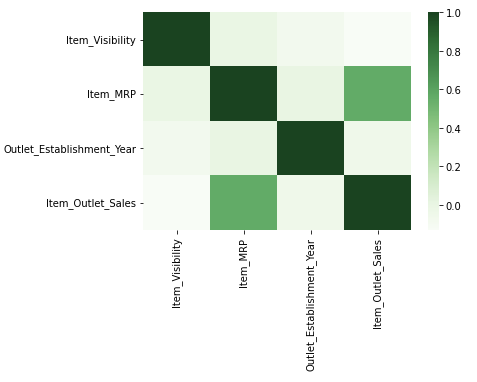 Item_Visibility
Item_MRP
Outlet_Establishment_Year
Item_Outlet_Sales
Item_Visibility
Item_MRP
Outlet_Establishment_Year
Item_Outlet_Sales
1.0
0.8
0.6
0.4
0.2
0.0